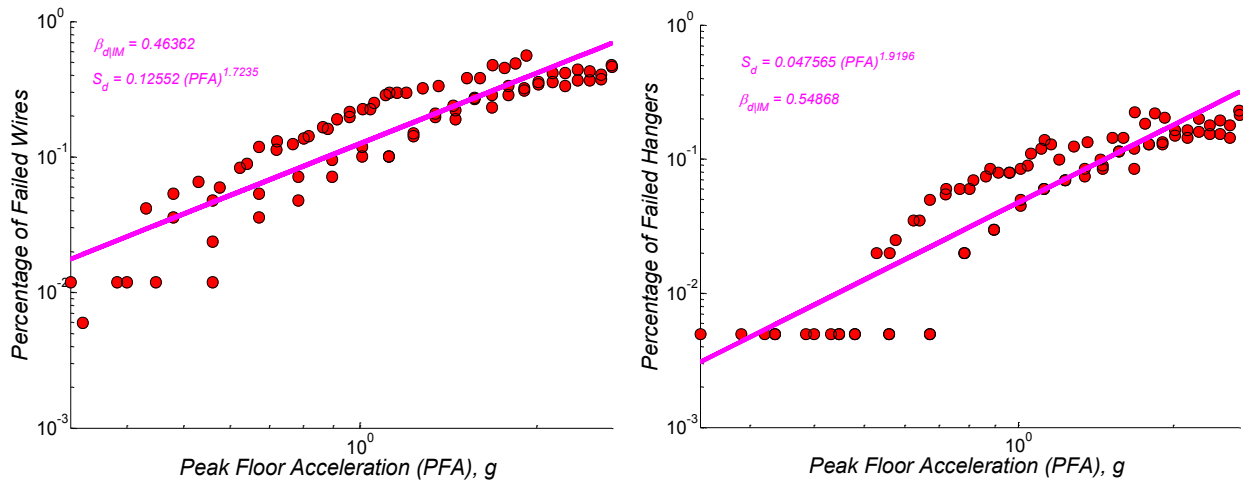 10^0
10^-1
10^-2
10^-3
Percentage of Failed Wires
β_d|IM = 0.46362
S_d = 0.12552 (PFA)^1.7235
10^0
Peak Floor Acceleration (PFA), g
10^0
10^-1
10^-2
10^-3
Percentage of Failed Hangers
S_d = 0.047565 (PFA)^1.9196
β_d|IM = 0.54868
10^0
Peak Floor Acceleration (PFA), g